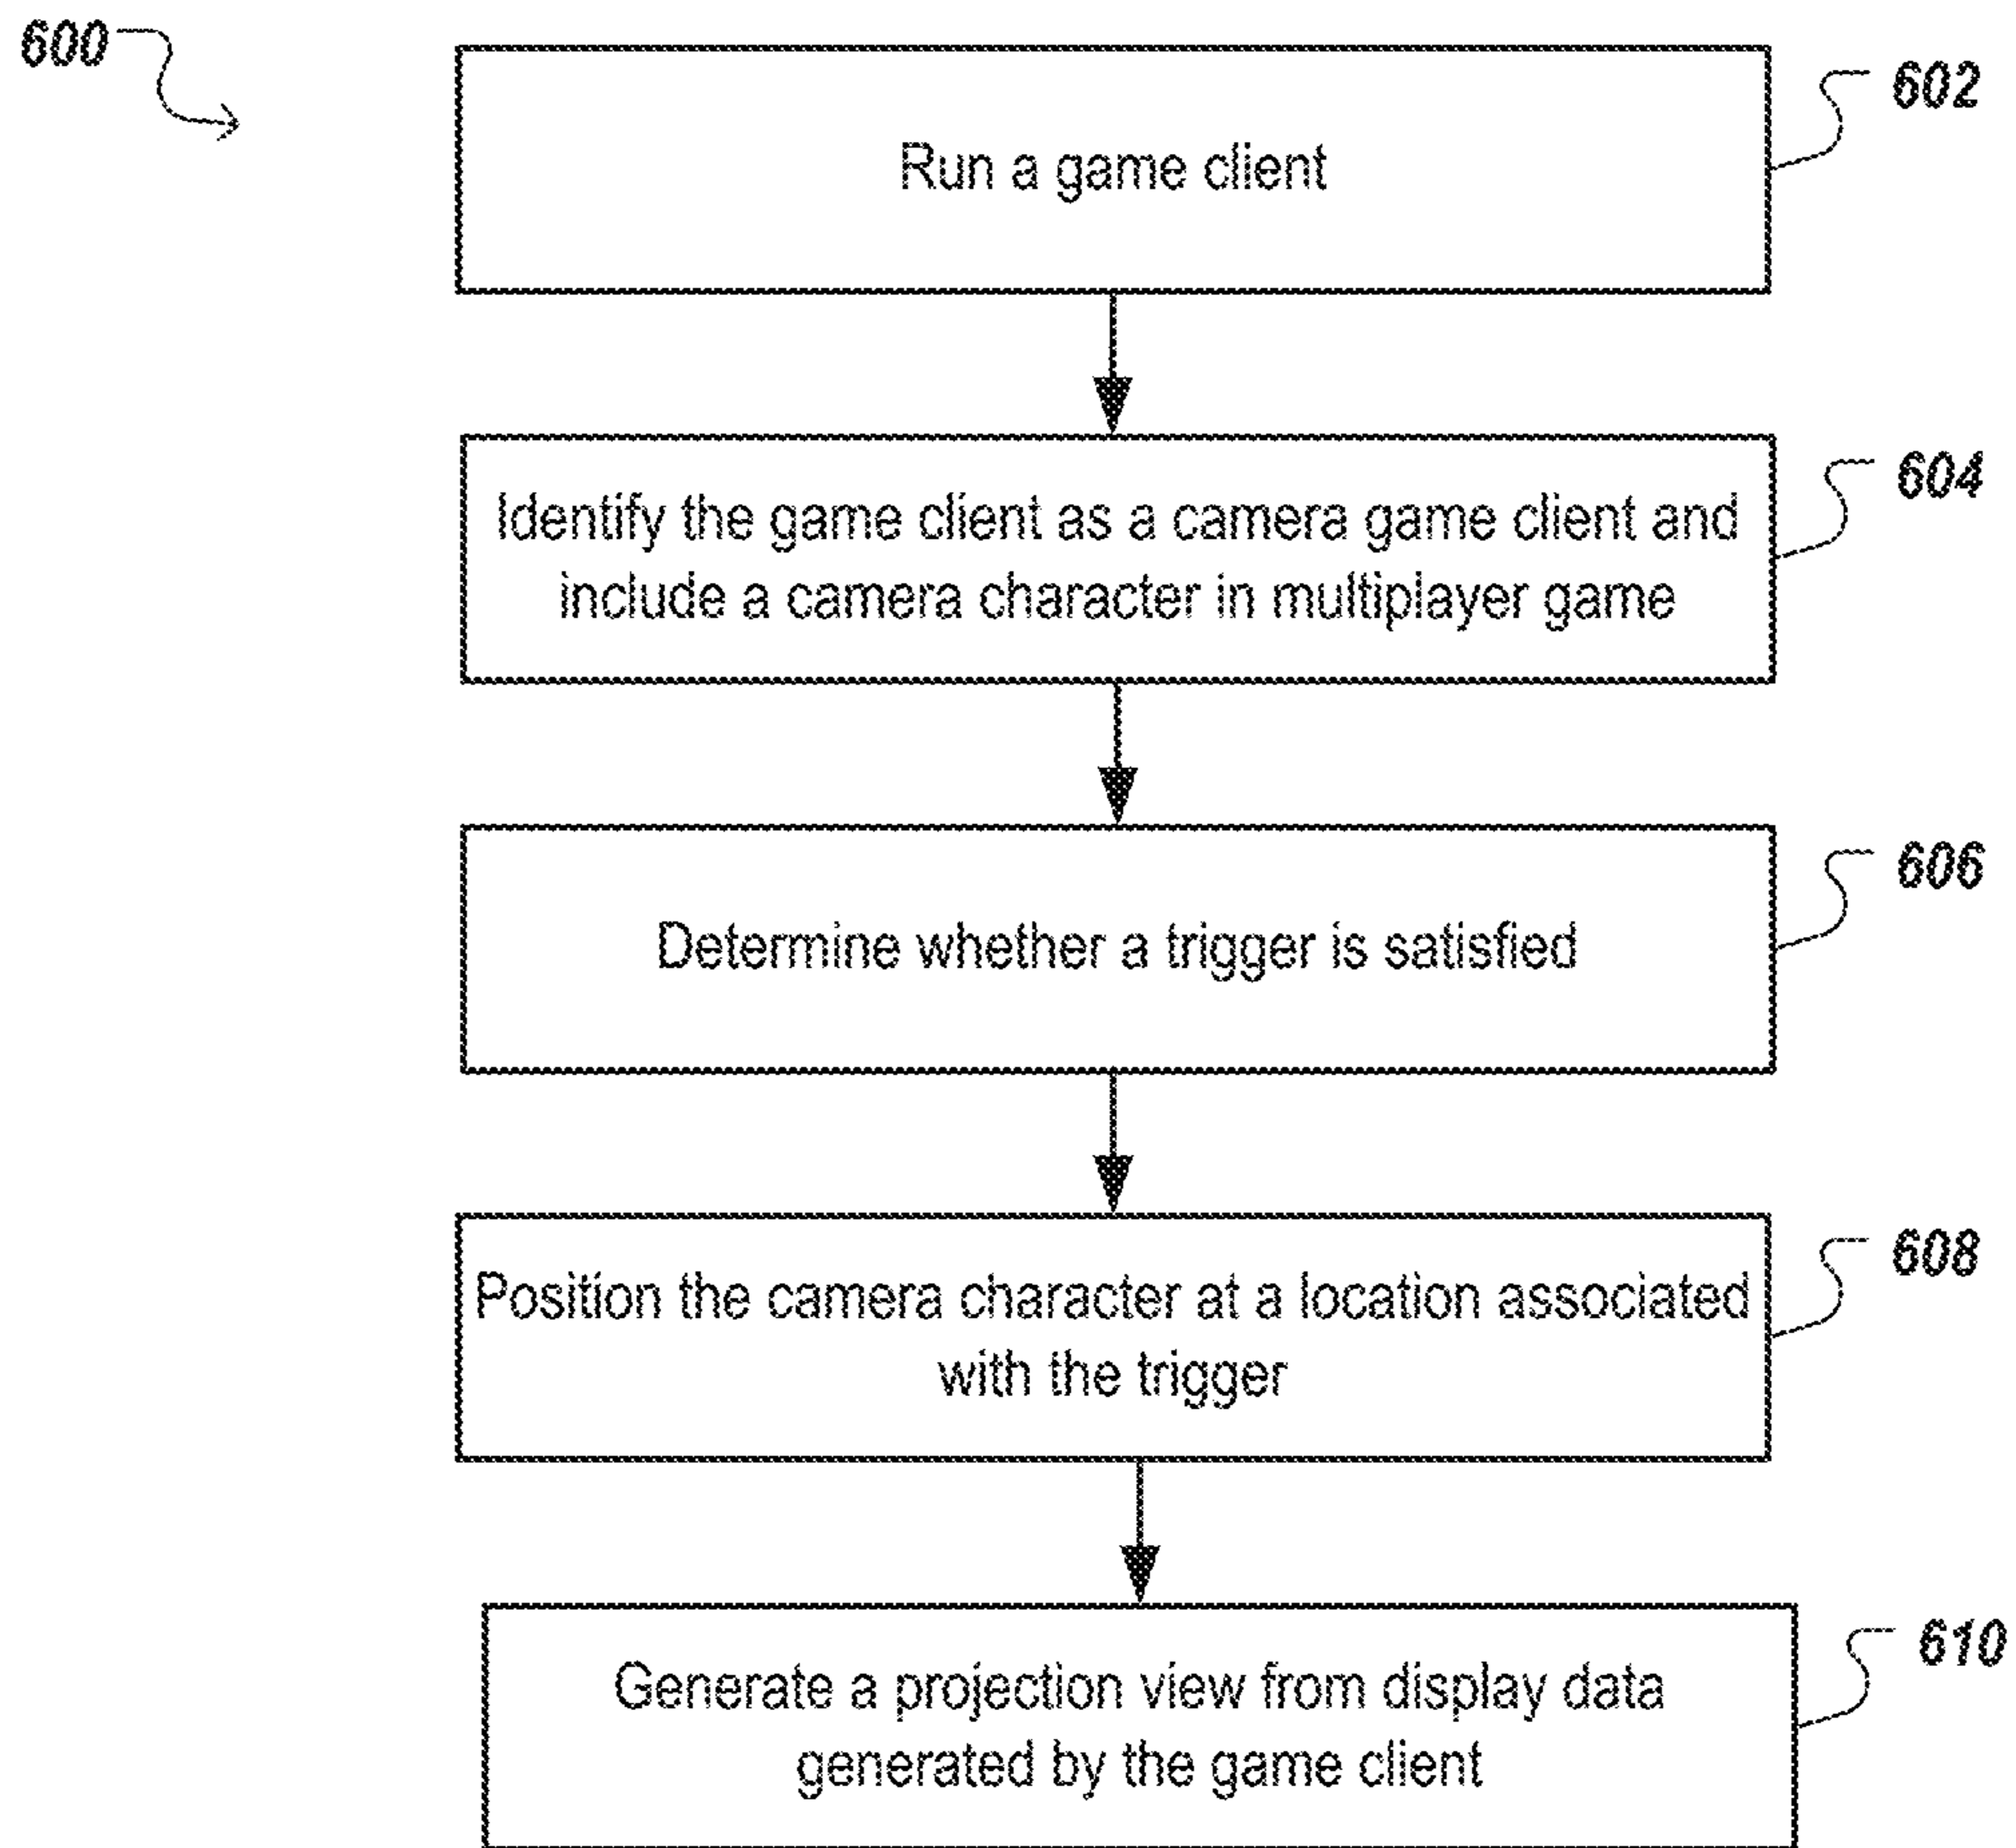 600
602
Run a game client
604
Identify the game client as a camera game client and
include a camera character in multiplayer game
606
Determine whether a trigger is satisfied
608
Position the camera character at a location associated
with the trigger
610
Generate a projection view from display data
generated by the game client